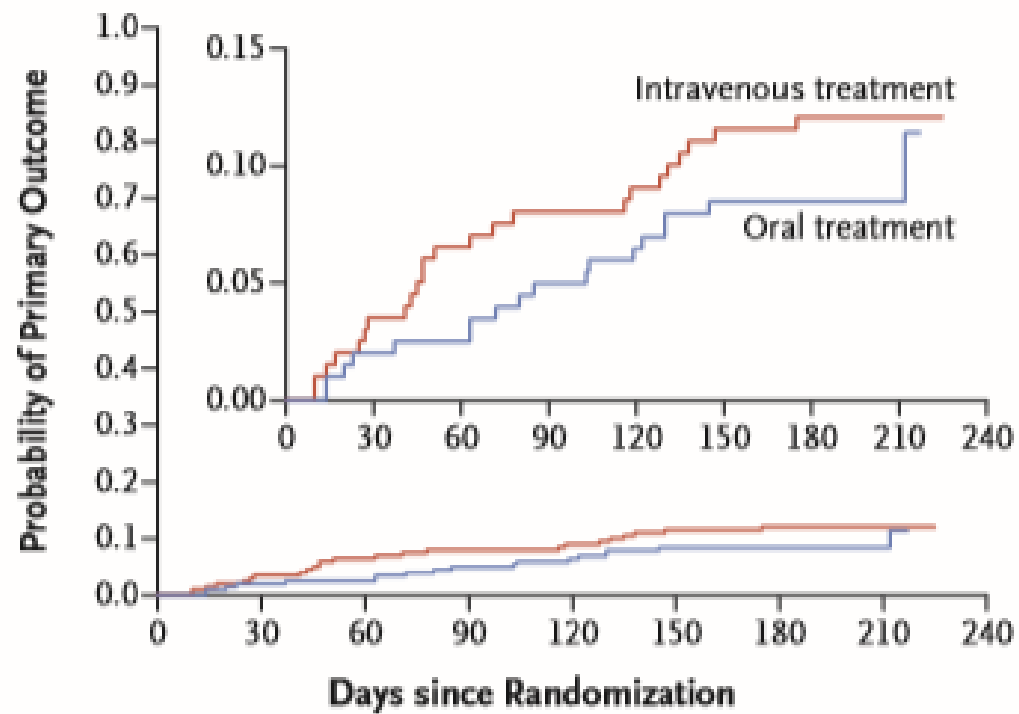 Probability of Primary Outcome
1.0
0.9
0.8
0.7
0.6
0.5
0.4
0.3
0.2
0.1
0.0
0.15
0.10
0.05
0.00
Intravenous treatment
Oral treatment
0 30 60 90 120 150 180 210 240
0 30 60 90 120 150 180 210 240
Days since Randomization